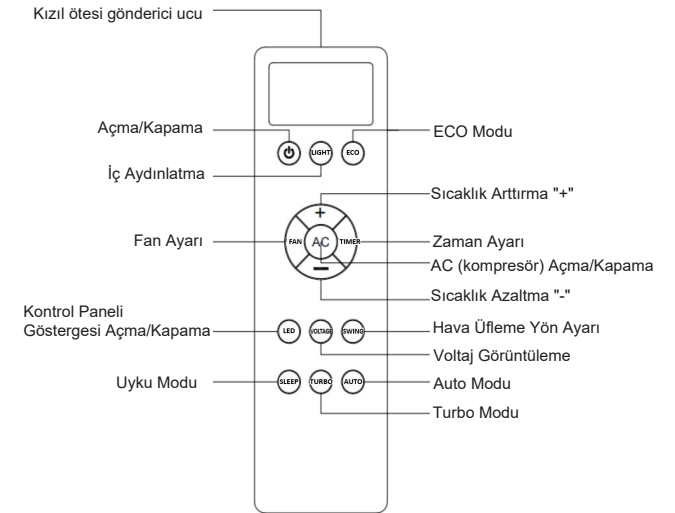 Kızıl ötesi gönderici ucu
Açma/Kapama
ECO Modu
LIGHT
ECO
İç Aydınlatma
Sıcaklık Arttırma "+"
+
Fan Ayarı
FAN
AC
TIMER
Zaman Ayarı
AC (kompresör) Açma/Kapama
Sıcaklık Azaltma "-"
Kontrol Paneli
Göstergesi Açma/Kapama
LED
VOLTAGE
SWING
Hava Üfleme Yön Ayarı
Voltaj Görüntüleme
Uyku Modu
SLEEP
TURBO
AUTO
Auto Modu
Turbo Modu